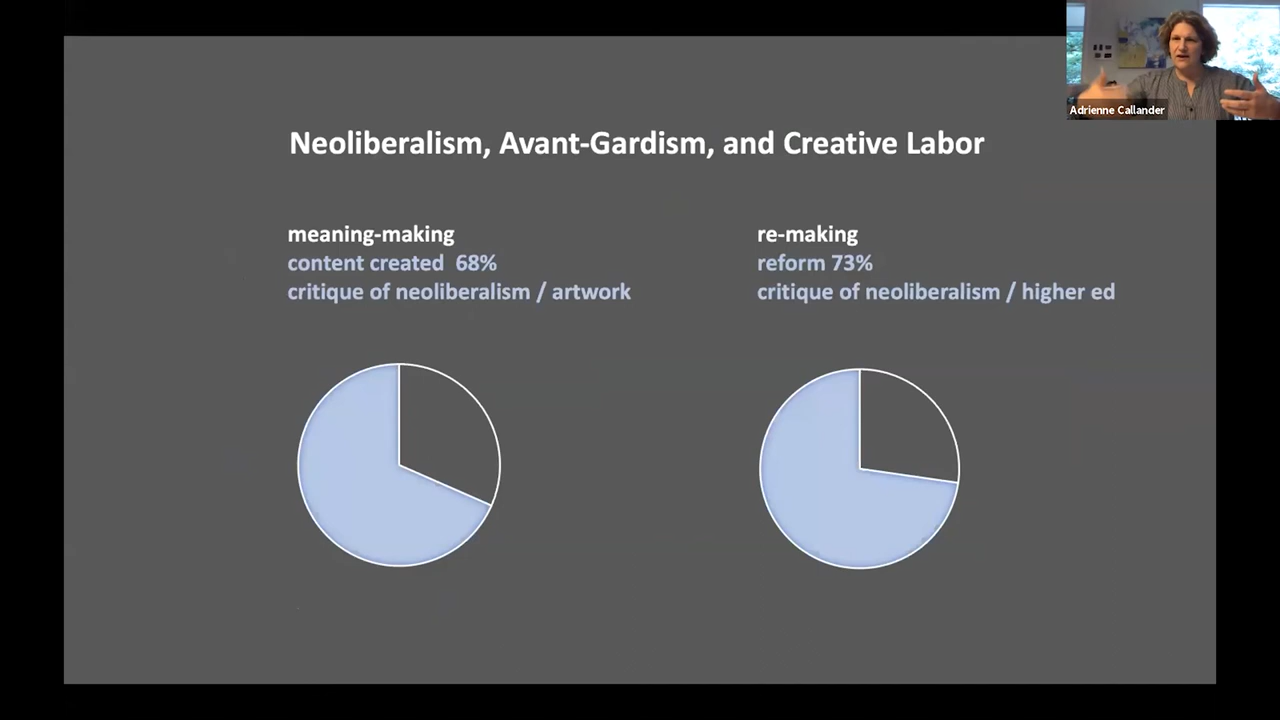 Adrienne Callander
Neoliberalism, Avant-Gardism, and Creative Labor
meaning-making
content created 68%
critique of neoliberalism / artwork
re-making
reform 73%
critique of neoliberalism / higher ed